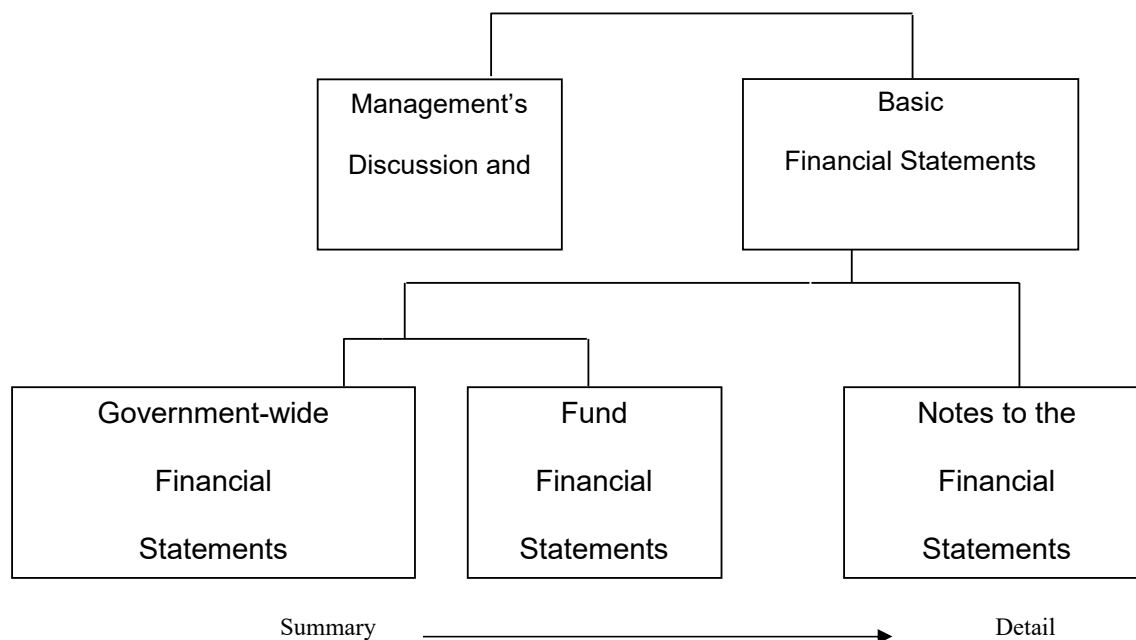 Management’s
Discussion and
Basic
Financial Statements
Government-wide
Financial
Statements
Fund
Financial
Statements
Notes to the
Financial
Statements
Summary
Detail